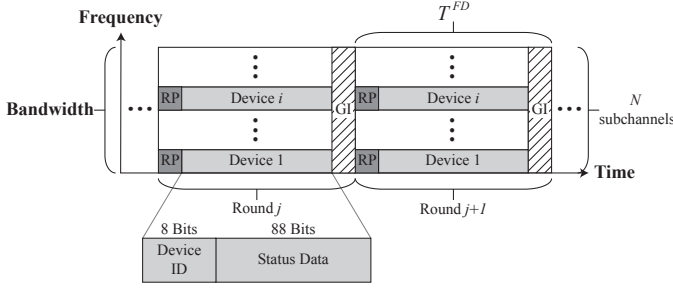 T^{FD}
Frequency
Bandwidth
RP Device i GI RP Device i GI
RP Device 1 RP Device 1
N
subchannels
Time
Round j Round j+1
8 Bits 88 Bits
Device
ID
Status Data